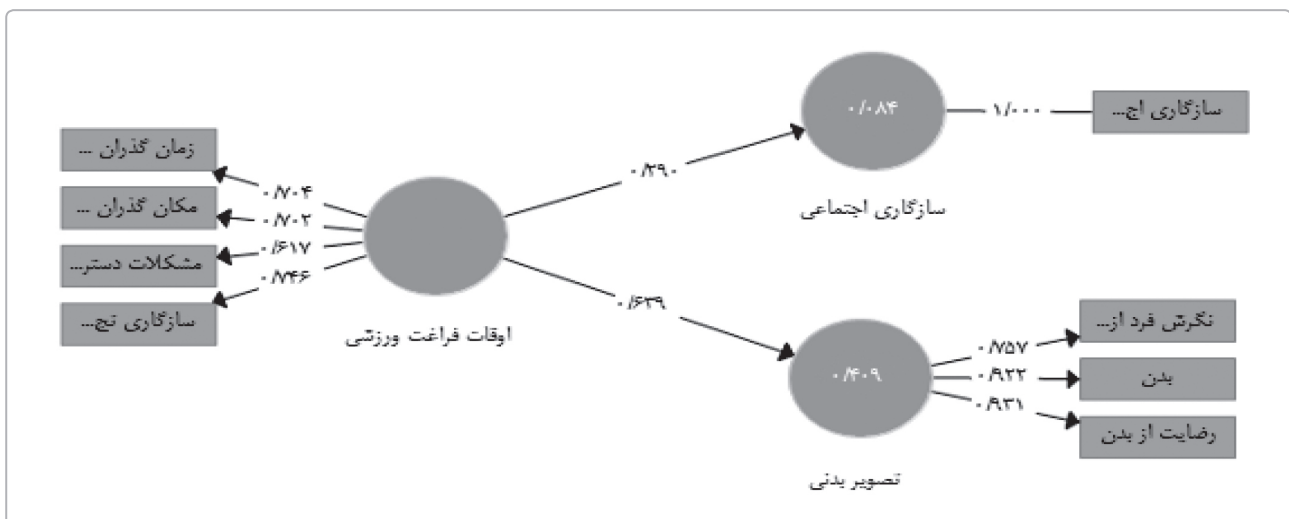 زمان گذران ...
مکان گذران ...
مشکلات دستر...
سازگاری تج...
۰/۷۰۴
۰/۷۰۲
۰/۶۱۷
۰/۷۴۶
اوقات فراغت ورزشی
۰/۲۹۰
۰/۶۳۹
۰/۰۸۴
سازگاری اجتماعی
۱/۰۰۰
سازگاری اج...
۰/۴۰۹
تصویر بدنی
۰/۷۵۷
۰/۹۲۲
۰/۹۳۱
نگرش فرد از...
بدن
رضایت از بدن